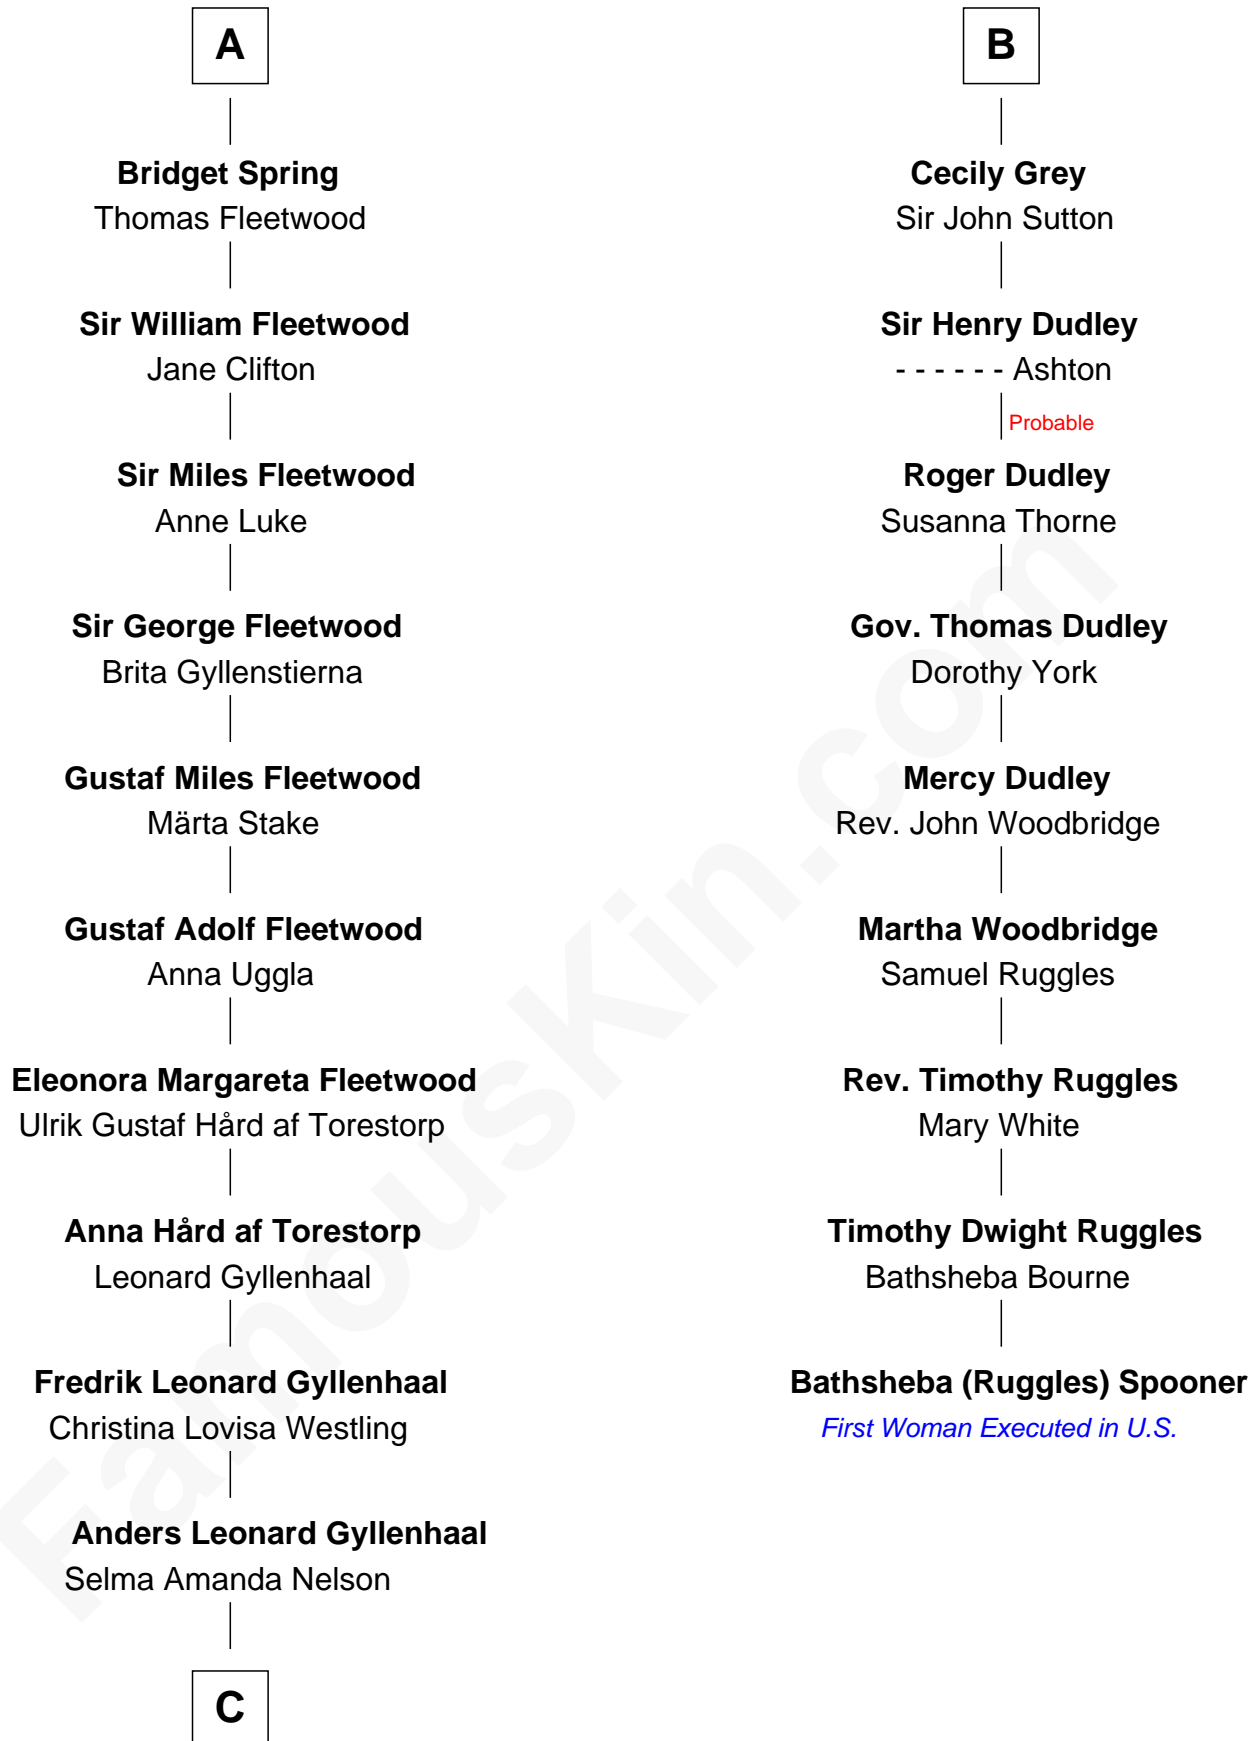 A
Bridget Spring
Thomas Fleetwood
Sir William Fleetwood
Jane Clifton
Sir Miles Fleetwood
Anne Luke
Sir George Fleetwood
Brita Gyllenstierna
Gustaf Miles Fleetwood
Märta Stake
Gustaf Adolf Fleetwood
Anna Uggla
Eleonora Margareta Fleetwood
Ulrik Gustaf Hård af Torestorp
Anna Hård af Torestorp
Leonard Gyllenhaal
Fredrik Leonard Gyllenhaal
Christina Lovisa Westling
Anders Leonard Gyllenhaal
Selma Amanda Nelson
C
B
Cecily Grey
Sir John Sutton
Sir Henry Dudley
- - - - - - Ashton
Probable
Roger Dudley
Susanna Thorne
Gov. Thomas Dudley
Dorothy York
Mercy Dudley
Rev. John Woodbridge
Martha Woodbridge
Samuel Ruggles
Rev. Timothy Ruggles
Mary White
Timothy Dwight Ruggles
Bathsheba Bourne
Bathsheba (Ruggles) Spooner
First Woman Executed in U.S.
FamousKin.com